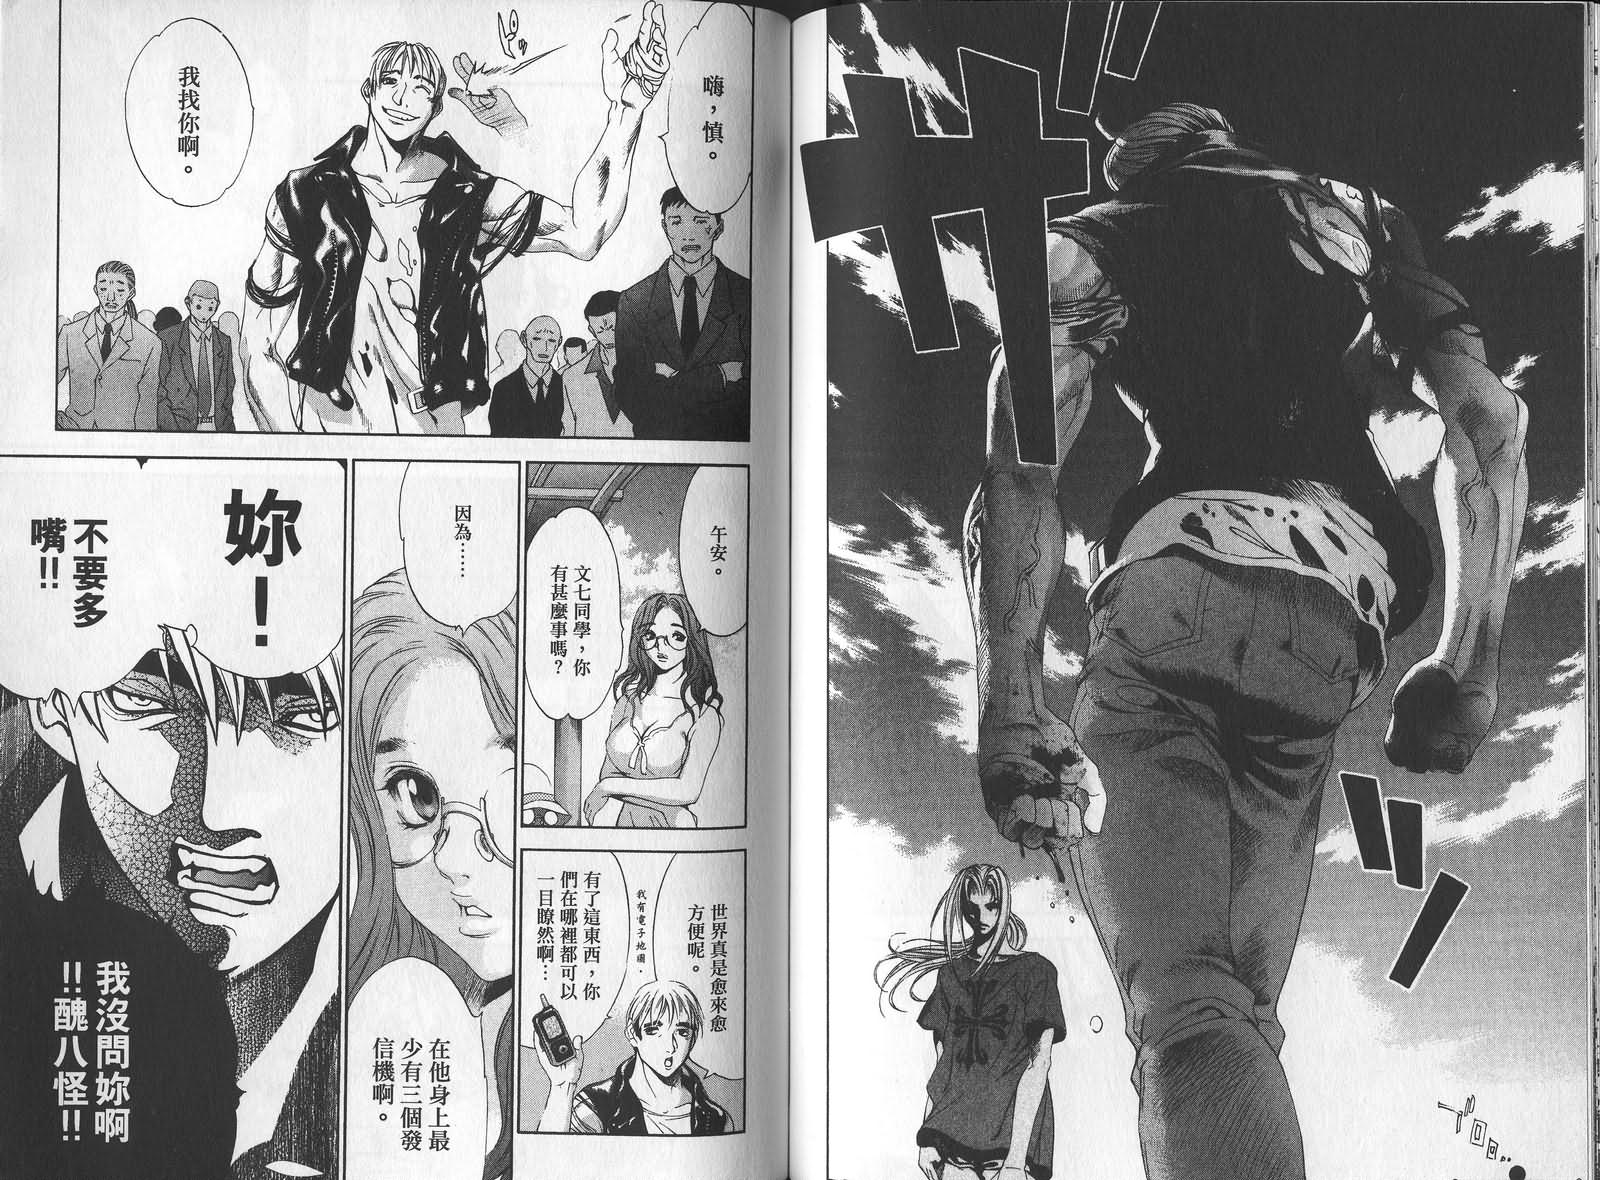 ザッ
嗨，慎。
ピッ
我找你啊。
午安。
文七同學，你
有甚麼事嗎？
世界真是愈來愈
方便呢。
我有電子地圖。
有了這東西，你
們在哪裡都可以
一目瞭然啊…
因為……
在他身上最
少有三個發
信機啊。
妳！
不要多
嘴!!
我沒問妳啊
!!醜八怪!!